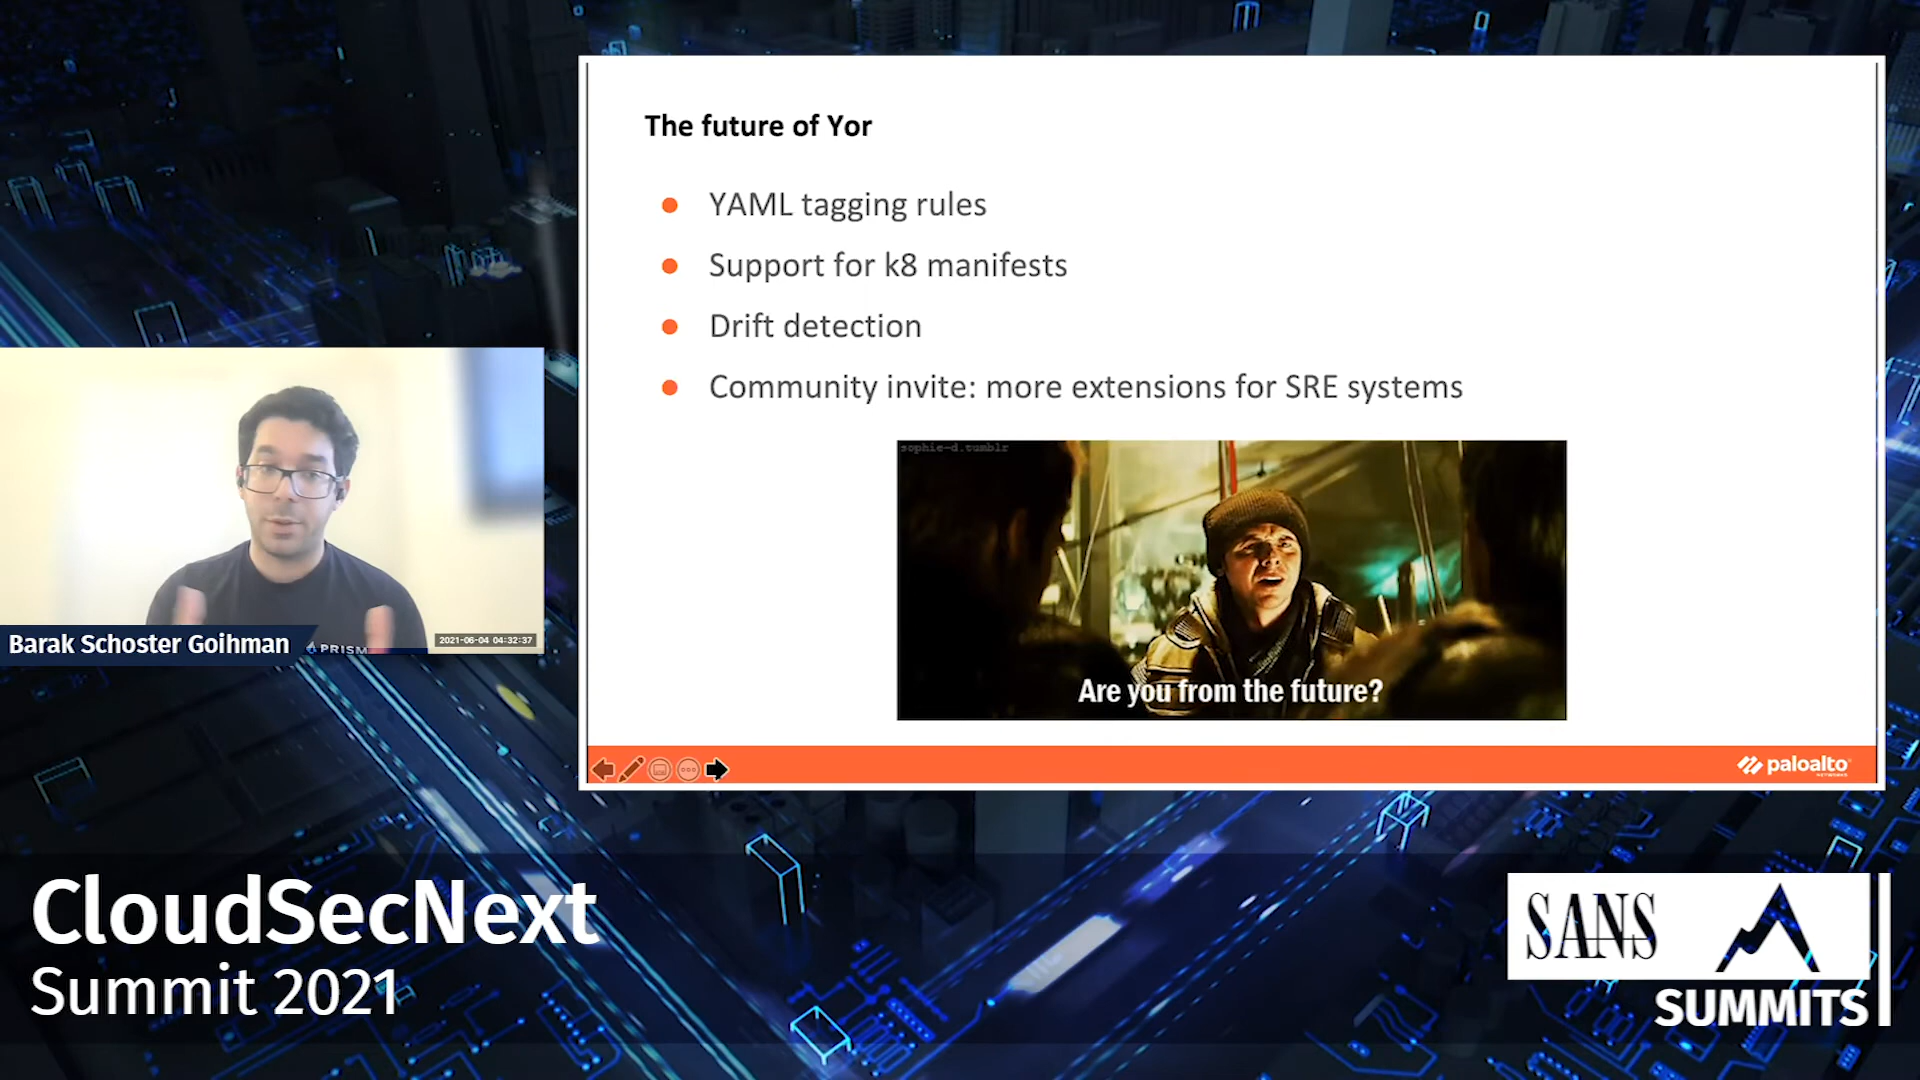 The future of Yor
YAML tagging rules
Support for k8 manifests
Drift detection
Community invite: more extensions for SRE systems
sophie-d.tumblr
Are you from the future?
paloalto
NETWORKS
Barak Schoster Goihman
PRISM
2021-06-04 04:32:37
CloudSecNext
Summit 2021
SANS
SUMMITS